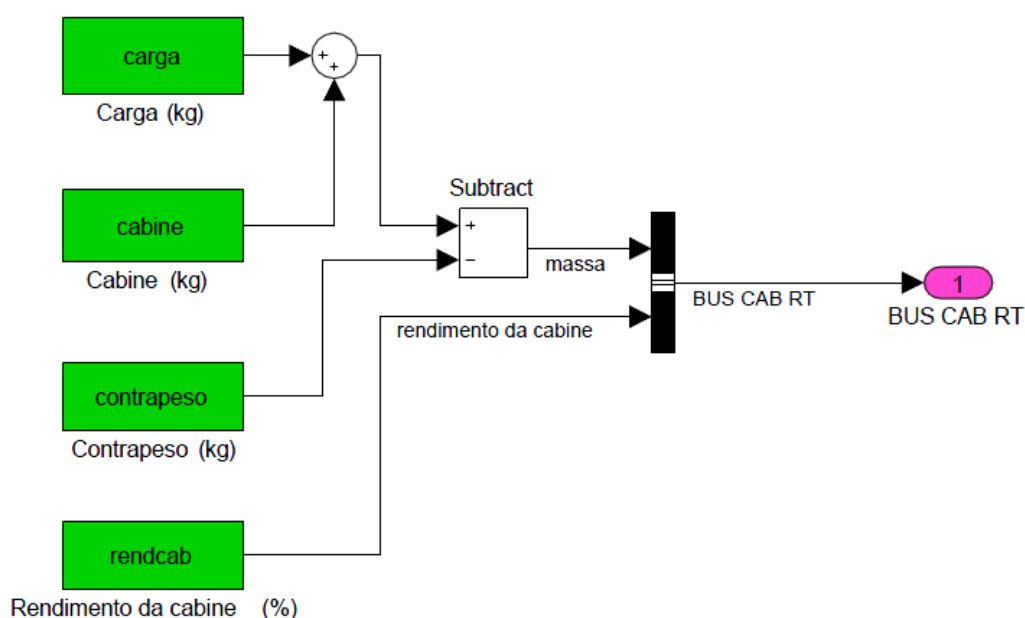 carga
Carga (kg)
+
+
cabine
Cabine (kg)
Subtract
+
−
massa
contrapeso
Contrapeso (kg)
rendimento da cabine
BUS CAB RT
1
BUS CAB RT
rendcab
Rendimento da cabine (%)